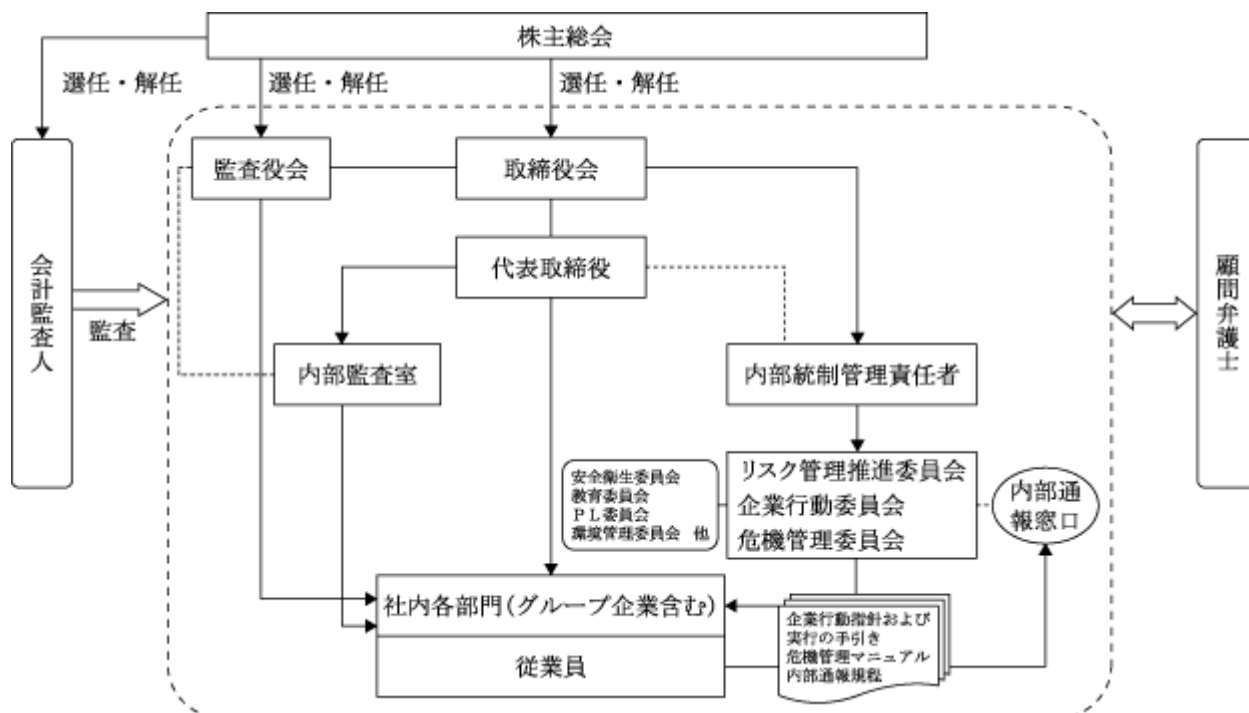 株主総会
選任・解任
選任・解任
選任・解任
監査役会
取締役会
代表取締役
会計監査人
監査
顧問弁護士
内部監査室
内部統制管理責任者
安全衛生委員会
教育委員会
PL委員会
環境管理委員会 他
リスク管理推進委員会
企業行動委員会
危機管理委員会
内部通
報窓口
社内各部門(グループ企業含む)
従業員
企業行動指針および
実行の手引き
危機管理マニュアル
内部通報規程